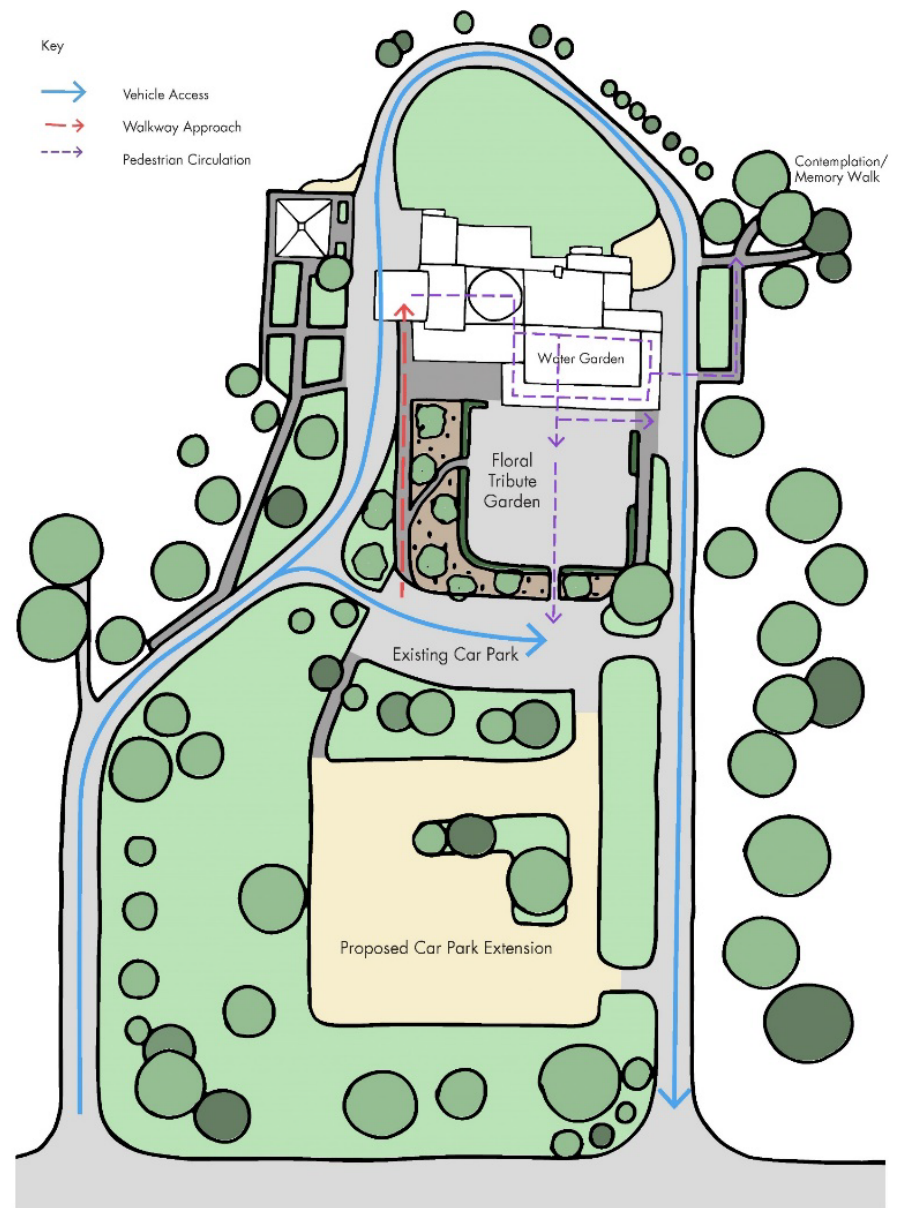 Key
Vehicle Access
Walkway Approach
Pedestrian Circulation
Contemplation/
Memory Walk
Water Garden
Floral
Tribute
Garden
Existing Car Park
Proposed Car Park Extension